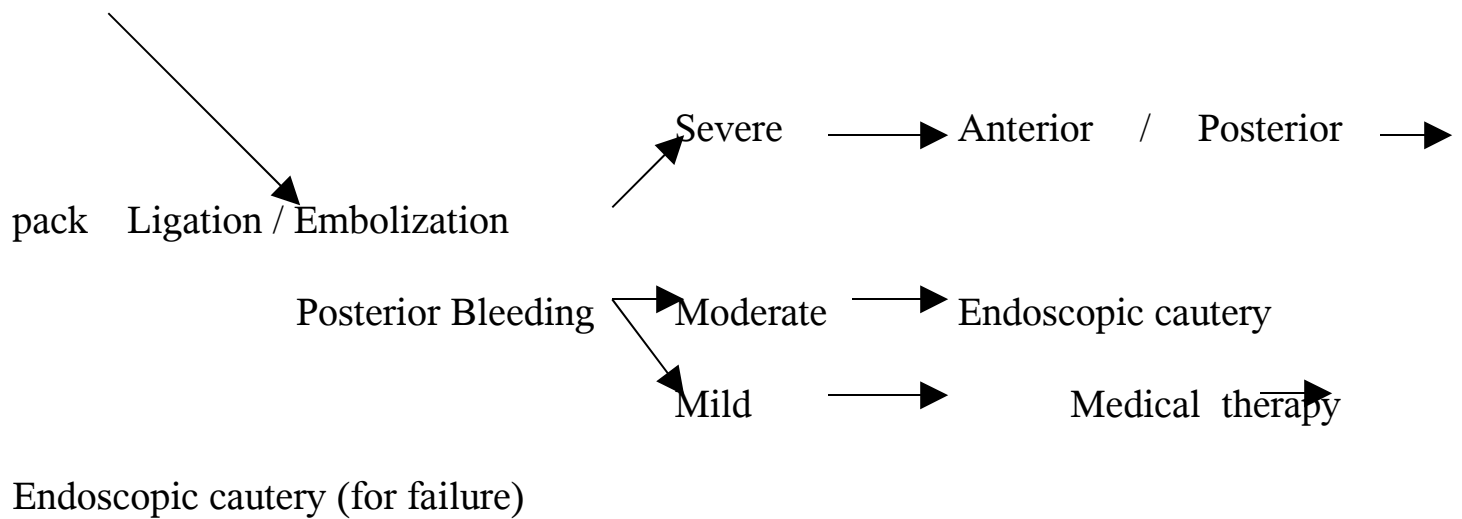 Severe Anterior / Posterior
pack Ligation / Embolization
Posterior Bleeding Moderate Endoscopic cautery
Mild Medical therapy
Endoscopic cautery (for failure)